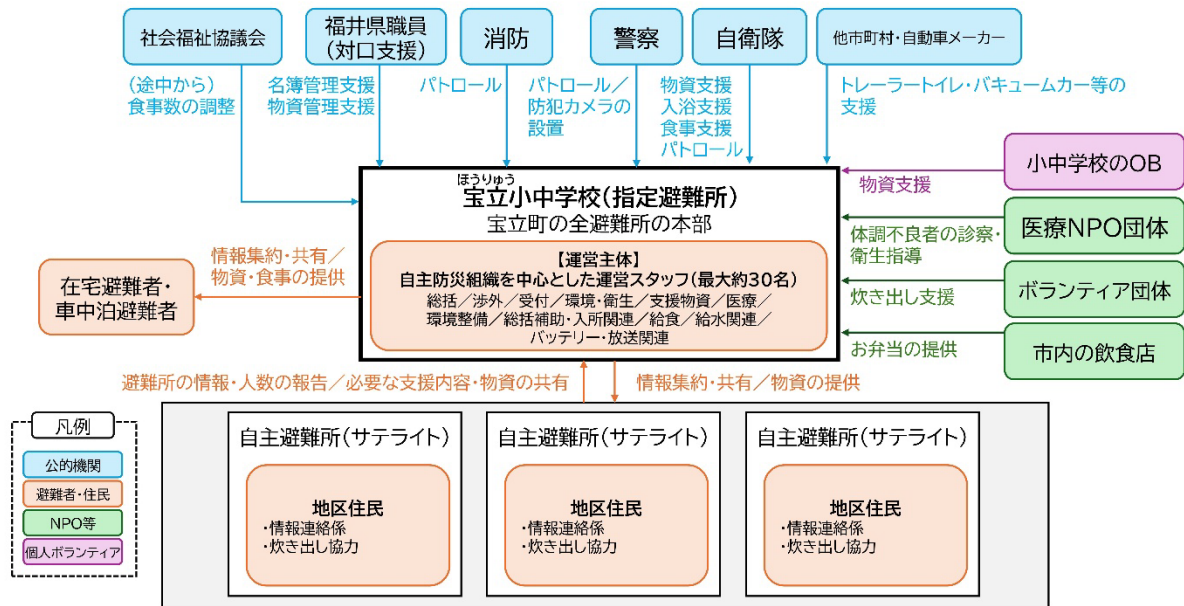 社会福祉協議会
福井県職員
(対口支援)
消防
警察
自衛隊
他市町村・自動車メーカー
(途中から)
食事数の調整
名簿管理支援
物資管理支援
パトロール
パトロール/
防犯カメラの
設置
物資支援
入浴支援
食事支援
パトロール
トレーラートイレ・バキュームカー等の
支援
ほうりゅう
宝立小中学校(指定避難所)
宝立町の全避難所の本部
【運営主体】
自主防災組織を中心とした運営スタッフ(最大約30名)
総括/渉外/受付/環境・衛生/支援物資/医療/
環境整備/総括補助・入所関連/給食/給水関連/
バッテリー・放送関連
小中学校のOB
物資支援
医療NPO団体
体調不良者の診察・
衛生指導
ボランティア団体
炊き出し支援
市内の飲食店
お弁当の提供
情報集約・共有/
物資・食事の提供
在宅避難者・
車中泊避難者
避難所の情報・人数の報告/必要な支援内容・物資の共有
情報集約・共有/物資の提供
自主避難所(サテライト)
地区住民
・情報連絡係
・炊き出し協力
自主避難所(サテライト)
地区住民
・情報連絡係
・炊き出し協力
自主避難所(サテライト)
地区住民
・情報連絡係
・炊き出し協力
凡例
公的機関
避難者・住民
NPO等
個人ボランティア